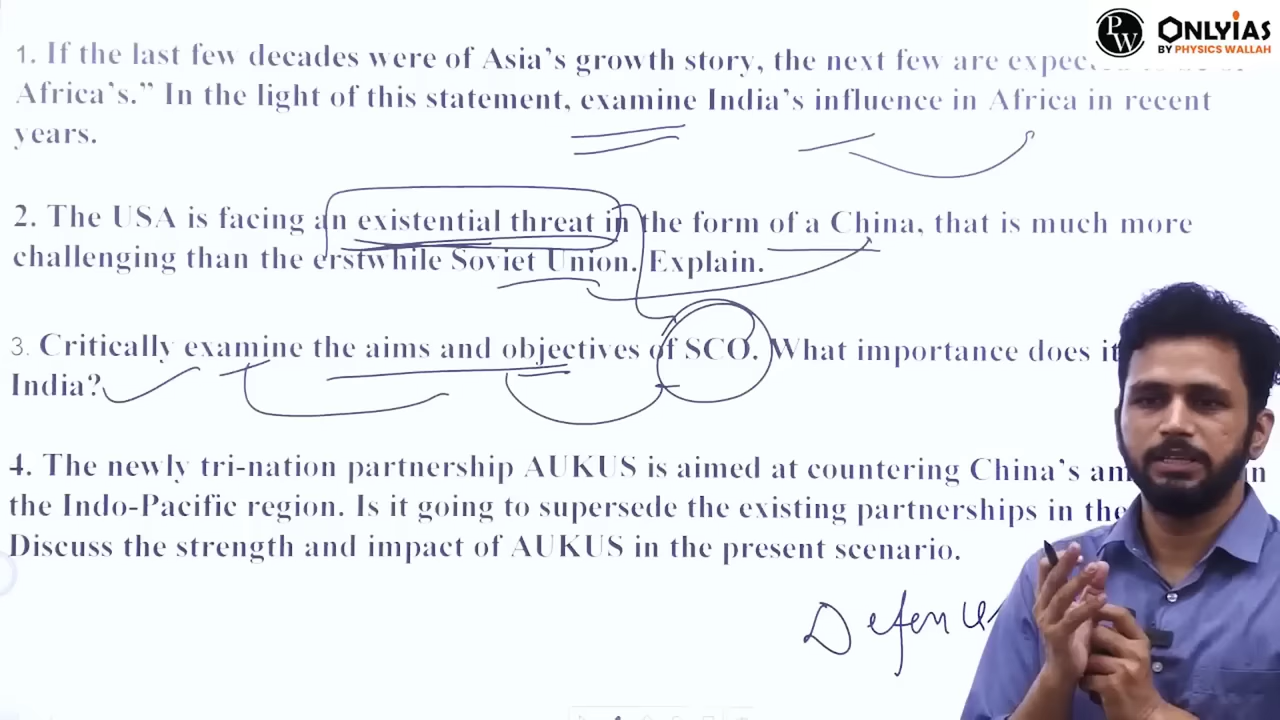 PW ONLYIAS
BY PHYSICS WALLAH
1. If the last few decades were of Asia's growth story, the next few are
Africa's.” In the light of this statement, examine India's influence in Africa in recent
years.
2. The USA is facing an existential threat in the form of a China, that is much more
challenging than the erstwhile Soviet Union. Explain.
3. Critically examine the aims and objectives of SCO. What importance does it
India?
4. The newly tri-nation partnership AUKUS is aimed at countering China's in
the Indo-Pacific region. Is it going to supersede the existing partnerships in the
Discuss the strength and impact of AUKUS in the present scenario.